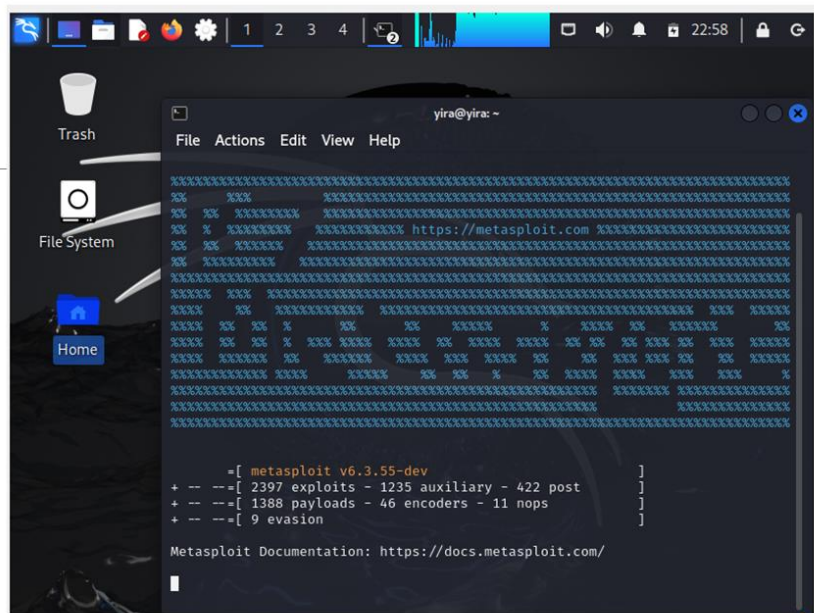 1 2 3 4 2 22:58
Trash
File System
Home
yira@yira: ~
File Actions Edit View Help
https://metasploit.com
=[ metasploit v6.3.55-dev ]
+ -- --=[ 2397 exploits - 1235 auxiliary - 422 post ]
+ -- --=[ 1388 payloads - 46 encoders - 11 nops ]
+ -- --=[ 9 evasion ]
Metasploit Documentation: https://docs.metasploit.com/